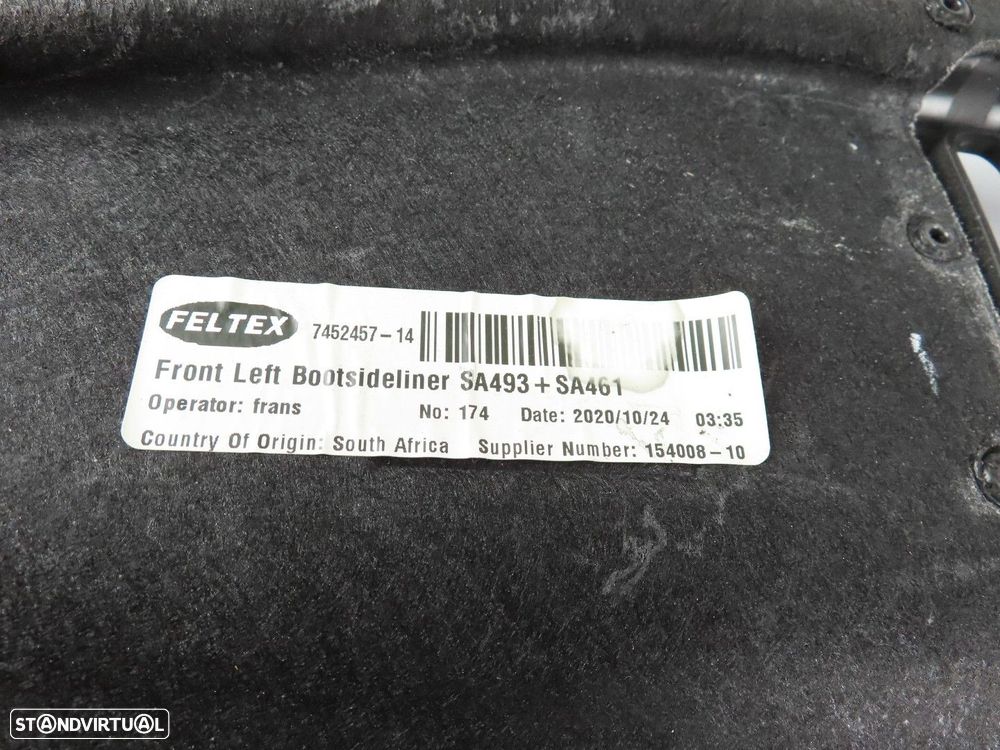 FELTEX 7452457-14
Front Left Bootsideliner SA493+SA461
Operator: frans No: 174 Date: 2020/10/24 03:35
Country Of Origin: South Africa Supplier Number: 154008-10
STANDVIRTUAL